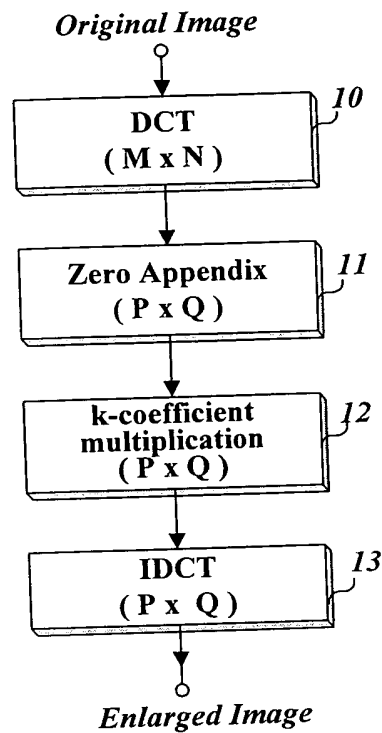 Original Image
10
DCT
( M x N )
11
Zero Appendix
( P x Q )
12
k-coefficient
multiplication
( P x Q )
13
IDCT
( P x Q )
Enlarged Image